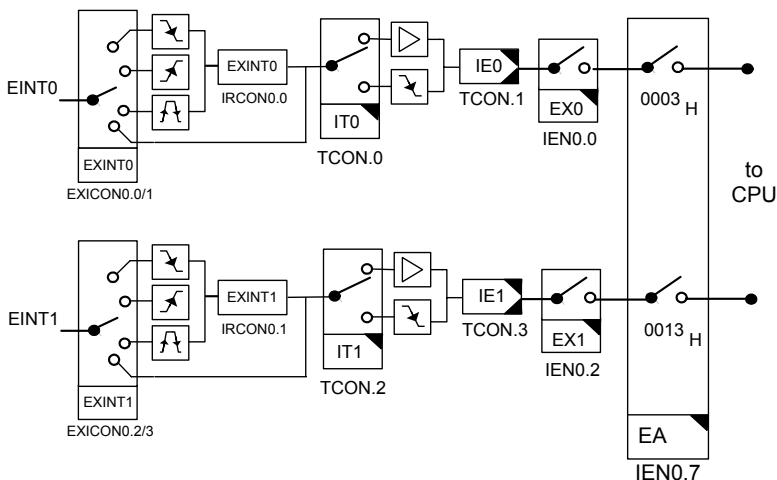 EINT0
EXINT0
EXICON0.0/1
EXINT0
IRCON0.0
IT0
TCON.0
IE0
TCON.1
EX0
IEN0.0
0003 H
to
CPU
EINT1
EXINT1
EXICON0.2/3
EXINT1
IRCON0.1
IT1
TCON.2
IE1
TCON.3
EX1
IEN0.2
0013 H
EA
IEN0.7